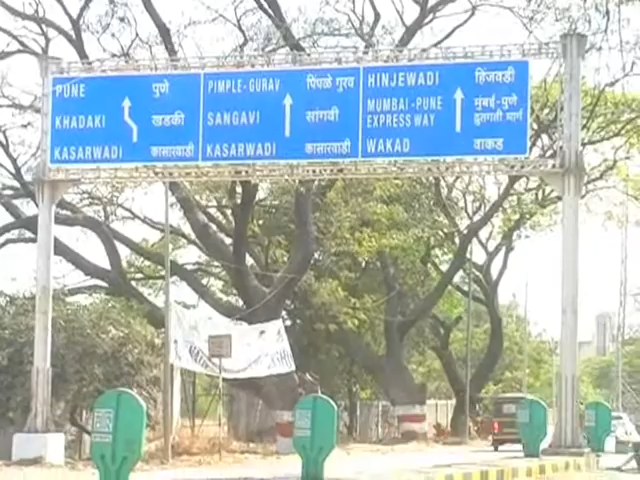 PUNE पुणे
KHADAKI खडकी
KASARWADI कासारवाडी
PIMPLE-GURAV पिंपळे गुरव
SANGAVI सांगवी
KASARWADI कासारवाडी
HINJEWADI हिंजवडी
MUMBAI-PUNE मुंबई-पुणे
EXPRESS WAY द्रुतगती मार्ग
WAKAD वाकड